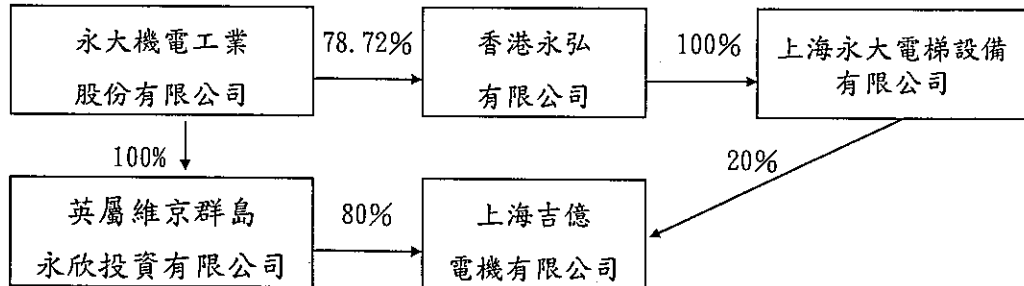 永大機電工業
股份有限公司
78.72%
香港永弘
有限公司
100%
上海永大電梯設備
有限公司
100%
20%
英屬維京群島
永欣投資有限公司
80%
上海吉億
電機有限公司